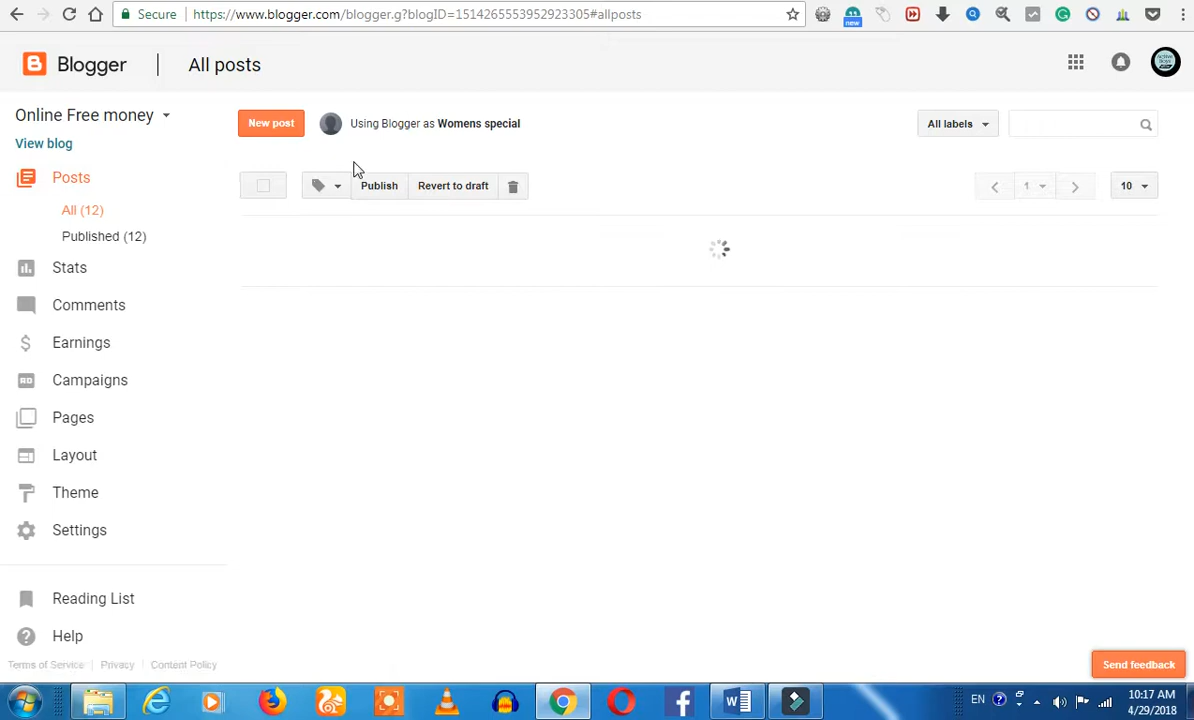 Secure https://www.blogger.com/blogger.g?blogID=1514265553952923305#allposts
new
Blogger All posts
Online Free money
New post Using Blogger as Womens special All labels
View blog
Posts
Publish Revert to draft 1 10
All (12)
Published (12)
Stats
Comments
Earnings
Campaigns
Pages
Layout
Theme
Settings
Reading List
Help
Terms of Service Privacy Content Policy
Send feedback
EN
10:17 AM
4/29/2018